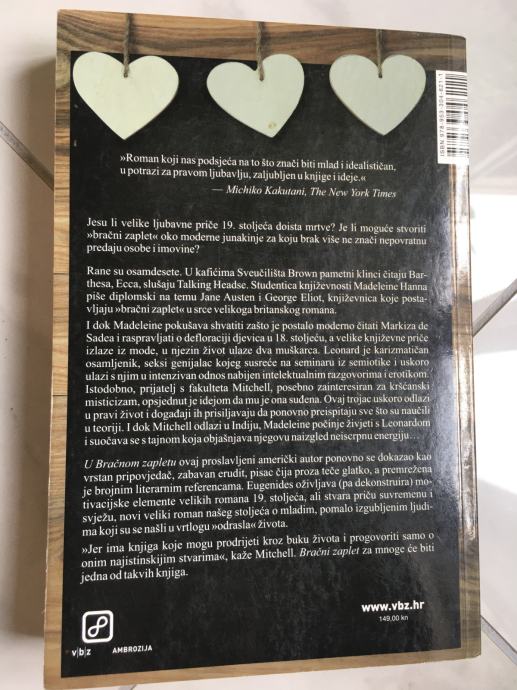 »Roman koji nas podsjeća na to što znači biti mlad i idealističan,
u potrazi za pravom ljubavlju, zaljubljen u knjige i ideje.«
— Michiko Kakutani, The New York Times
Jesu li velike ljubavne priče 19. stoljeća doista mrtve? Je li moguće stvoriti
»bračni zaplet« oko moderne junakinje za koju brak više ne znači nepovratnu
predaju osobe i imovine?
Rane su osamdesete. U kafićima Sveučilišta Brown pametni klinci čitaju Bar-
thesa, Ecca, slušaju Talking Headse. Studentica književnosti Madeleine Hanna
piše diplomski na temu Jane Austen i George Eliot, književnica koje posta-
vljaju »bračni zaplet« u srce velikoga britanskog romana.
I dok Madeleine pokušava shvatiti zašto je postalo moderno čitati Markiza de
Sadea i raspravljati o defloraciji djevica u 18. stoljeću, a velike književne priče
izlaze iz mode, u njezin život ulaze dva muškarca. Leonard je karizmatičan
osamljenik, seksi genijalac kojeg susreće na seminaru iz semiotike i uskoro
ulazi s njim u intenzivan odnos nabijen intelektualnim razgovorima i erotikom.
Istodobno, prijatelj s fakulteta Mitchell, posebno zainteresiran za kršćanski
misticizam, opsjednut je idejom da mu je ona suđena. Ovaj trojac uskoro odlazi
u pravi život i događaji ih prisiljavaju da ponovno preispitaju sve što su naučili
u teoriji. I dok Mitchell odlazi u Indiju, Madeleine počinje živjeti s Leonardom
i suočava se s tajnom koja objašnjava njegovu naizgled neiscrpnu energiju…
U Bračnom zapletu ovaj proslavljeni američki autor ponovno se dokazao kao
vrstan pripovjedač, zabavan erudit, pisac čija proza teče glatko, a premrežena
je brojnim literarnim referencama. Eugenides oživljava (pa dekonstruira) mo-
tivacijske elemente velikih romana 19. stoljeća, ali stvara priču suvremenu i
svježu, novi veliki roman našeg stoljeća o mladim, pomalo izgubljenim ljudi-
ma koji su se našli u vrtlogu »odrasla« života.
»Jer ima knjiga koje mogu prodrijeti kroz buku života i progovoriti samo o
onim najistinskijim stvarima«, kaže Mitchell. Bračni zaplet za mnoge će biti
jedna od takvih knjiga.
ISBN 978-953-304-821-1
www.vbz.hr
149,00 kn
v|b|z
AMBROZIJA